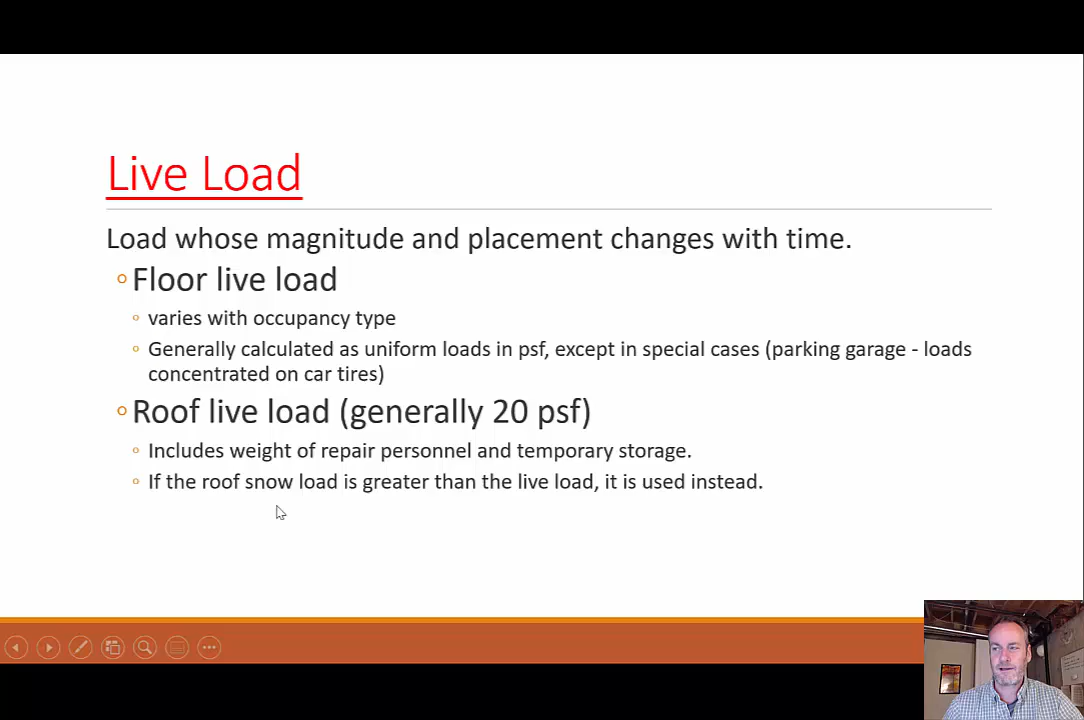 Live Load
Load whose magnitude and placement changes with time.
Floor live load
varies with occupancy type
Generally calculated as uniform loads in psf, except in special cases (parking garage - loads
concentrated on car tires)
Roof live load (generally 20 psf)
Includes weight of repair personnel and temporary storage.
If the roof snow load is greater than the live load, it is used instead.